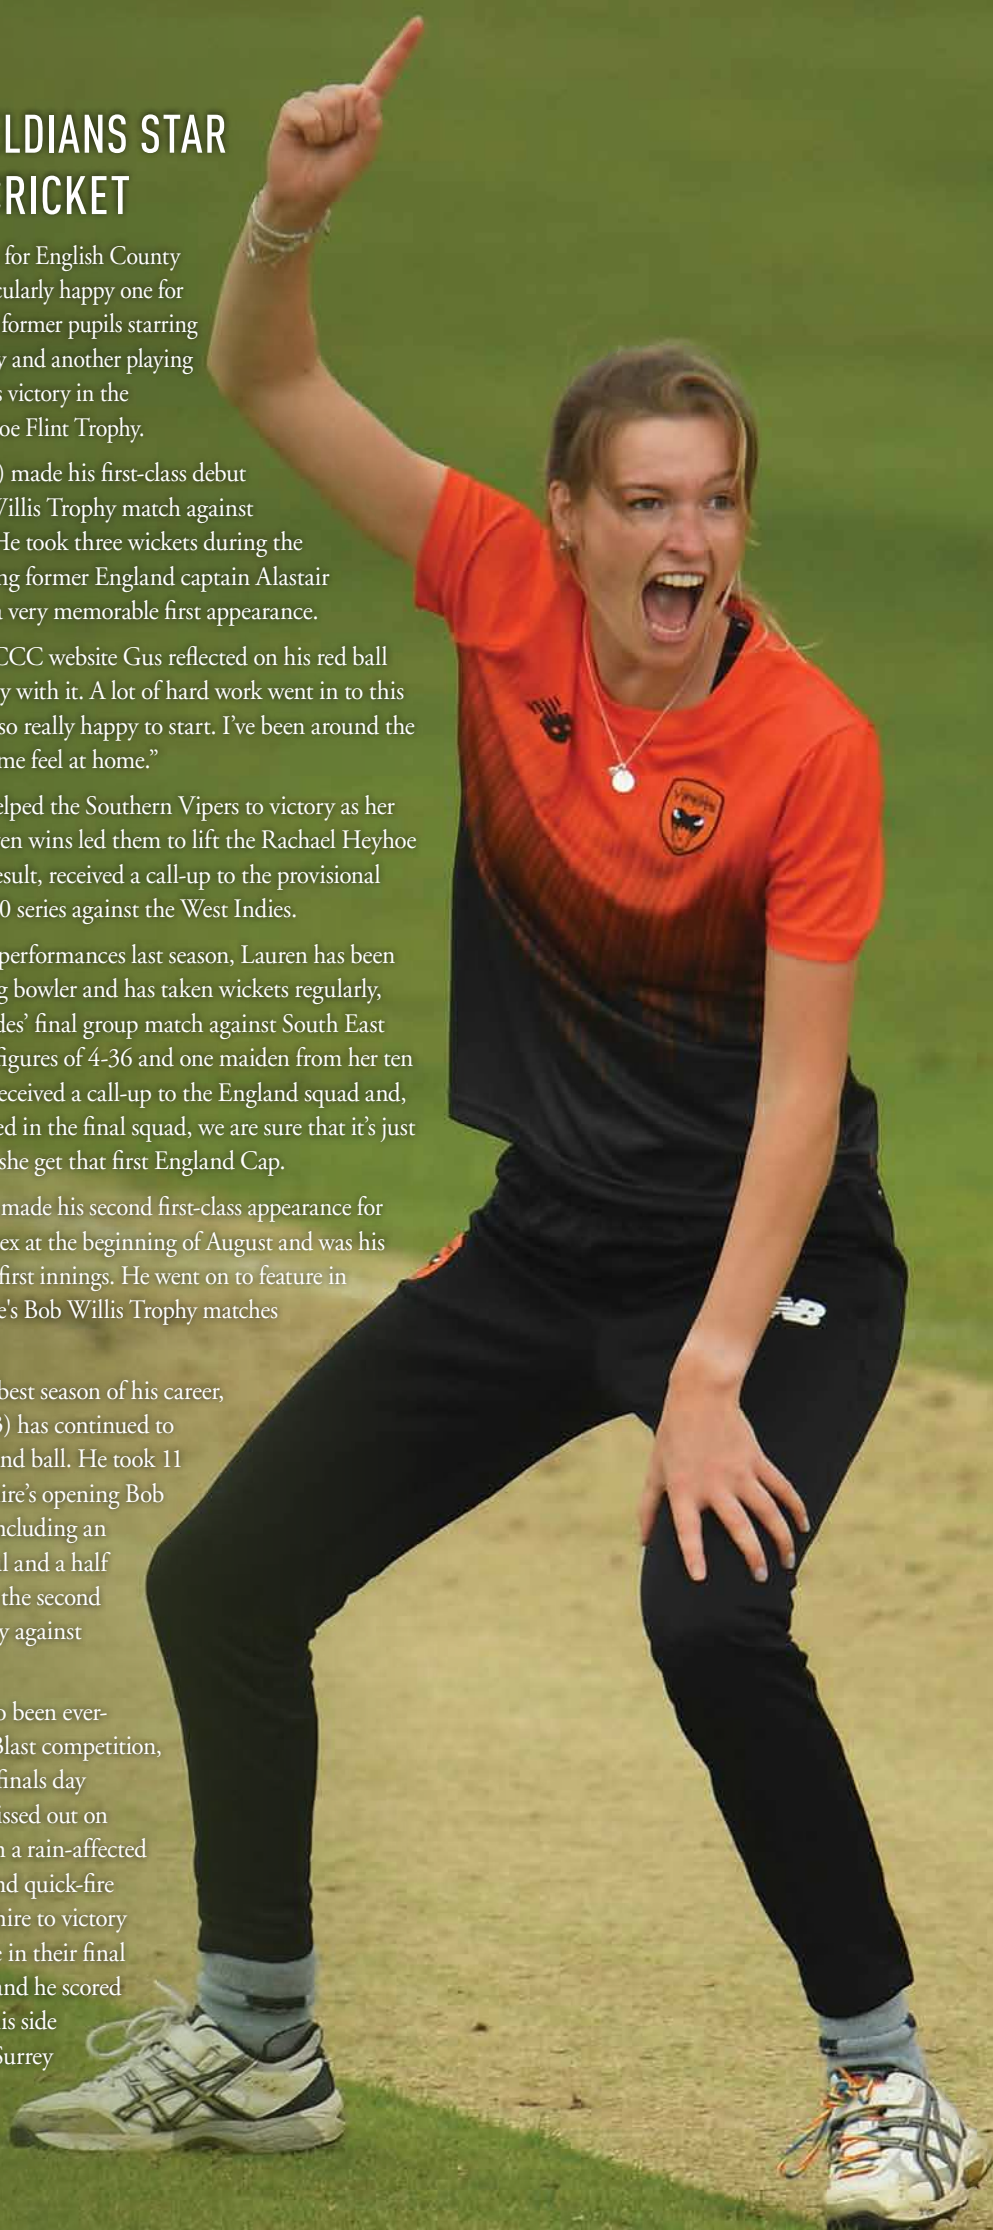 LDIANS STAR
CRICKET
for English County
cularly happy one for
former pupils starring
y and another playing
s victory in the
oe Flint Trophy.
) made his first-class debut
Willis Trophy match against
He took three wickets during the
ng former England captain Alastair
a very memorable first appearance.
CCC website Gus reflected on his red ball
y with it. A lot of hard work went in to this
so really happy to start. I’ve been around the
me feel at home.”
elped the Southern Vipers to victory as her
en wins led them to lift the Rachael Heyhoe
esult, received a call-up to the provisional
0 series against the West Indies.
performances last season, Lauren has been
g bowler and has taken wickets regularly,
des’ final group match against South East
figures of 4-36 and one maiden from her ten
eceived a call-up to the England squad and,
ed in the final squad, we are sure that it’s just
she get that first England Cap.
made his second first-class appearance for
ex at the beginning of August and was his
first innings. He went on to feature in
e's Bob Willis Trophy matches
best season of his career,
3) has continued to
nd ball. He took 11
ire’s opening Bob
ncluding an
l and a half
the second
y against
o been ever-
Blast competition,
finals day
issed out on
n a rain-affected
nd quick-fire
hire to victory
e in their final
and he scored
is side
Surrey
VIPERS
NB